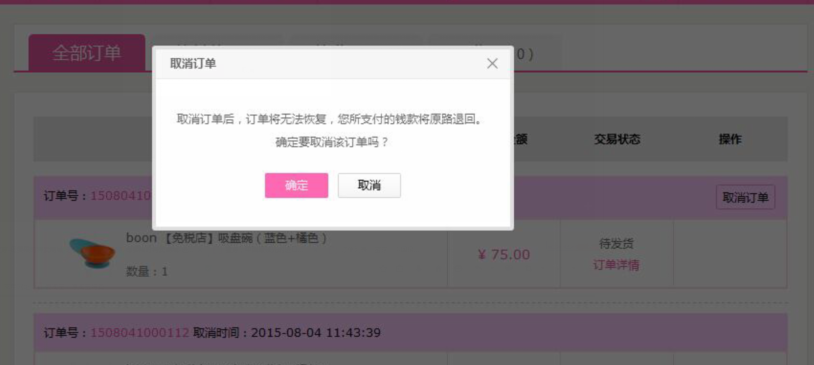 全部订单
0）
取消订单
取消订单后，订单将无法恢复，您所支付的钱款将原路退回。
确定要取消该订单吗？
确定
取消
额
交易状态
操作
订单号：15080410
取消订单
boon 【免税店】吸盘碗（蓝色+橘色）
数量：1
¥ 75.00
待发货
订单详情
订单号：1508041000112 取消时间：2015-08-04 11:43:39